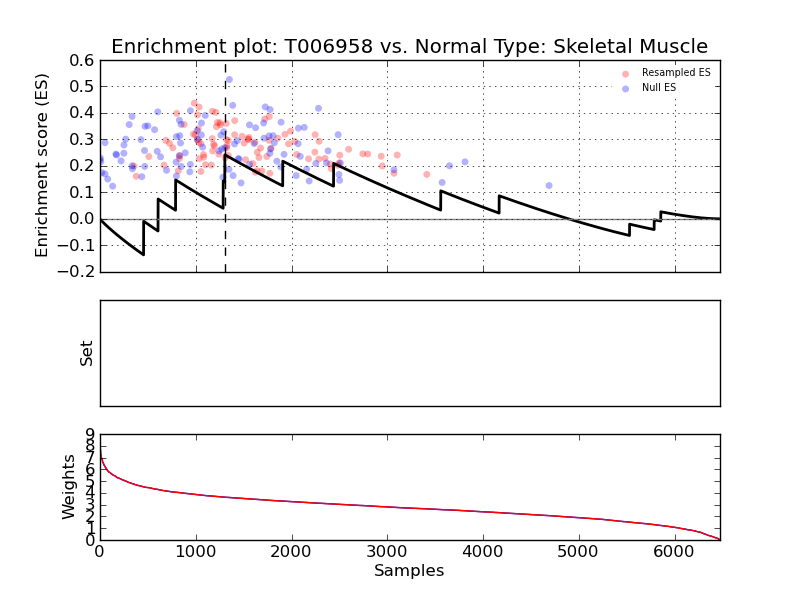 Enrichment plot: T006958 vs. Normal Type: Skeletal Muscle
0.6
0.5
0.4
0.3
0.2
0.1
0.0
−0.1
−0.2
Enrichment score (ES)
Resampled ES
Null ES
Set
9
8
7
6
5
4
3
2
1
0
Weights
0 1000 2000 3000 4000 5000 6000
Samples